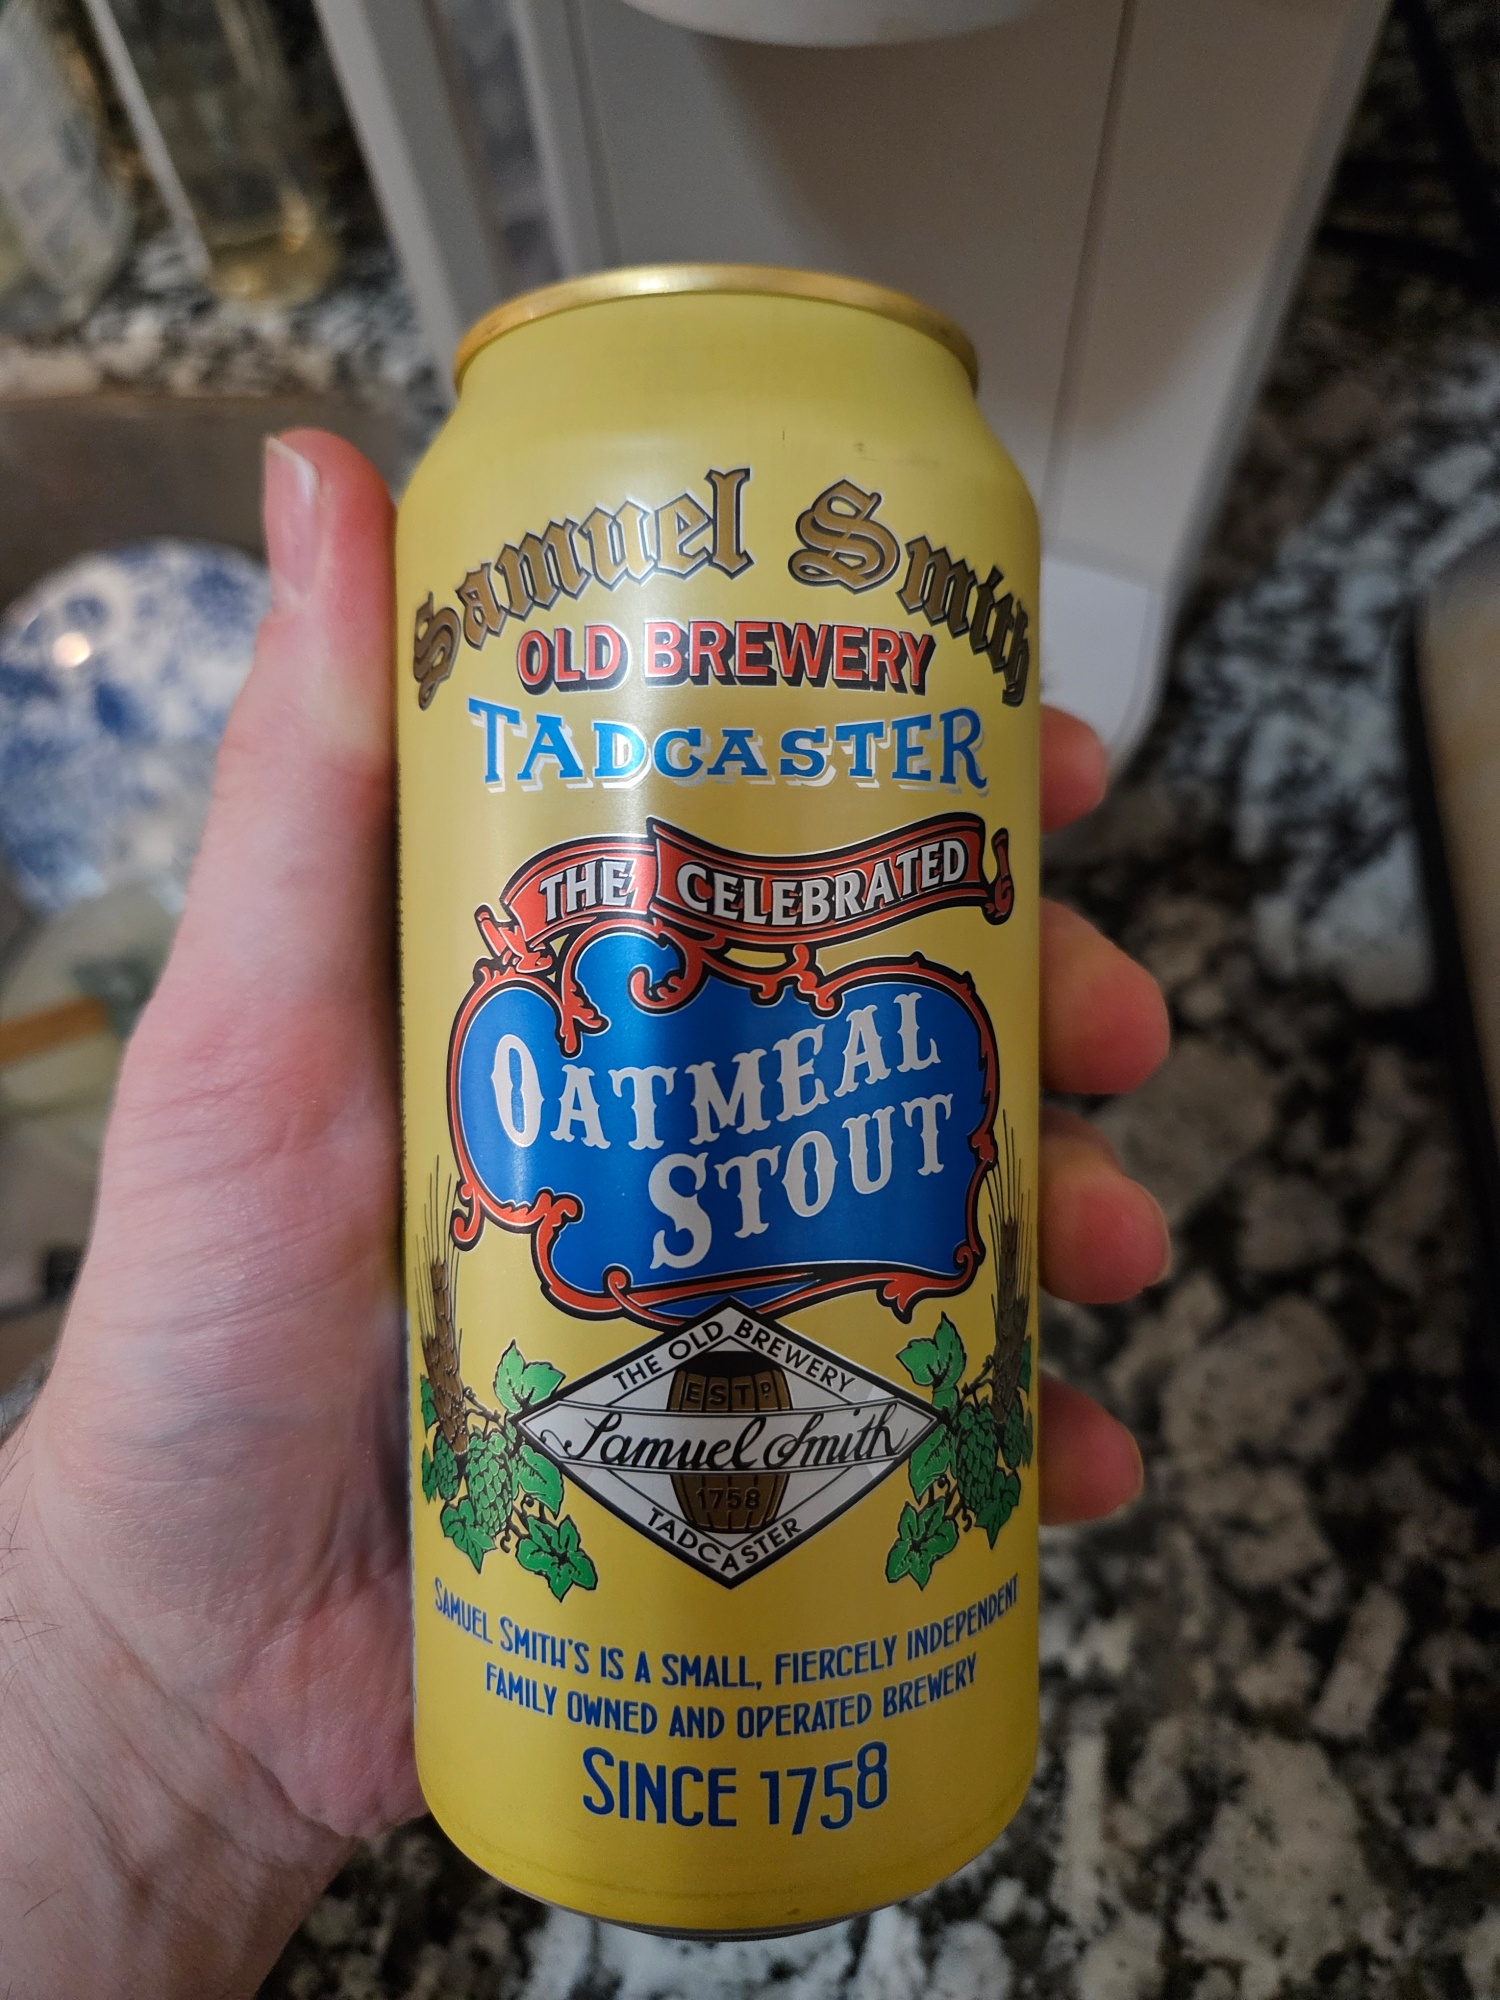 Samuel Smith
OLD BREWERY
TADCASTER
THE CELEBRATED
OATMEAL
STOUT
THE OLD BREWERY
ESTD
Samuel Smith
1758
TADCASTER
SAMUEL SMITH'S IS A SMALL, FIERCELY INDEPENDENT
FAMILY OWNED AND OPERATED BREWERY
SINCE 1758